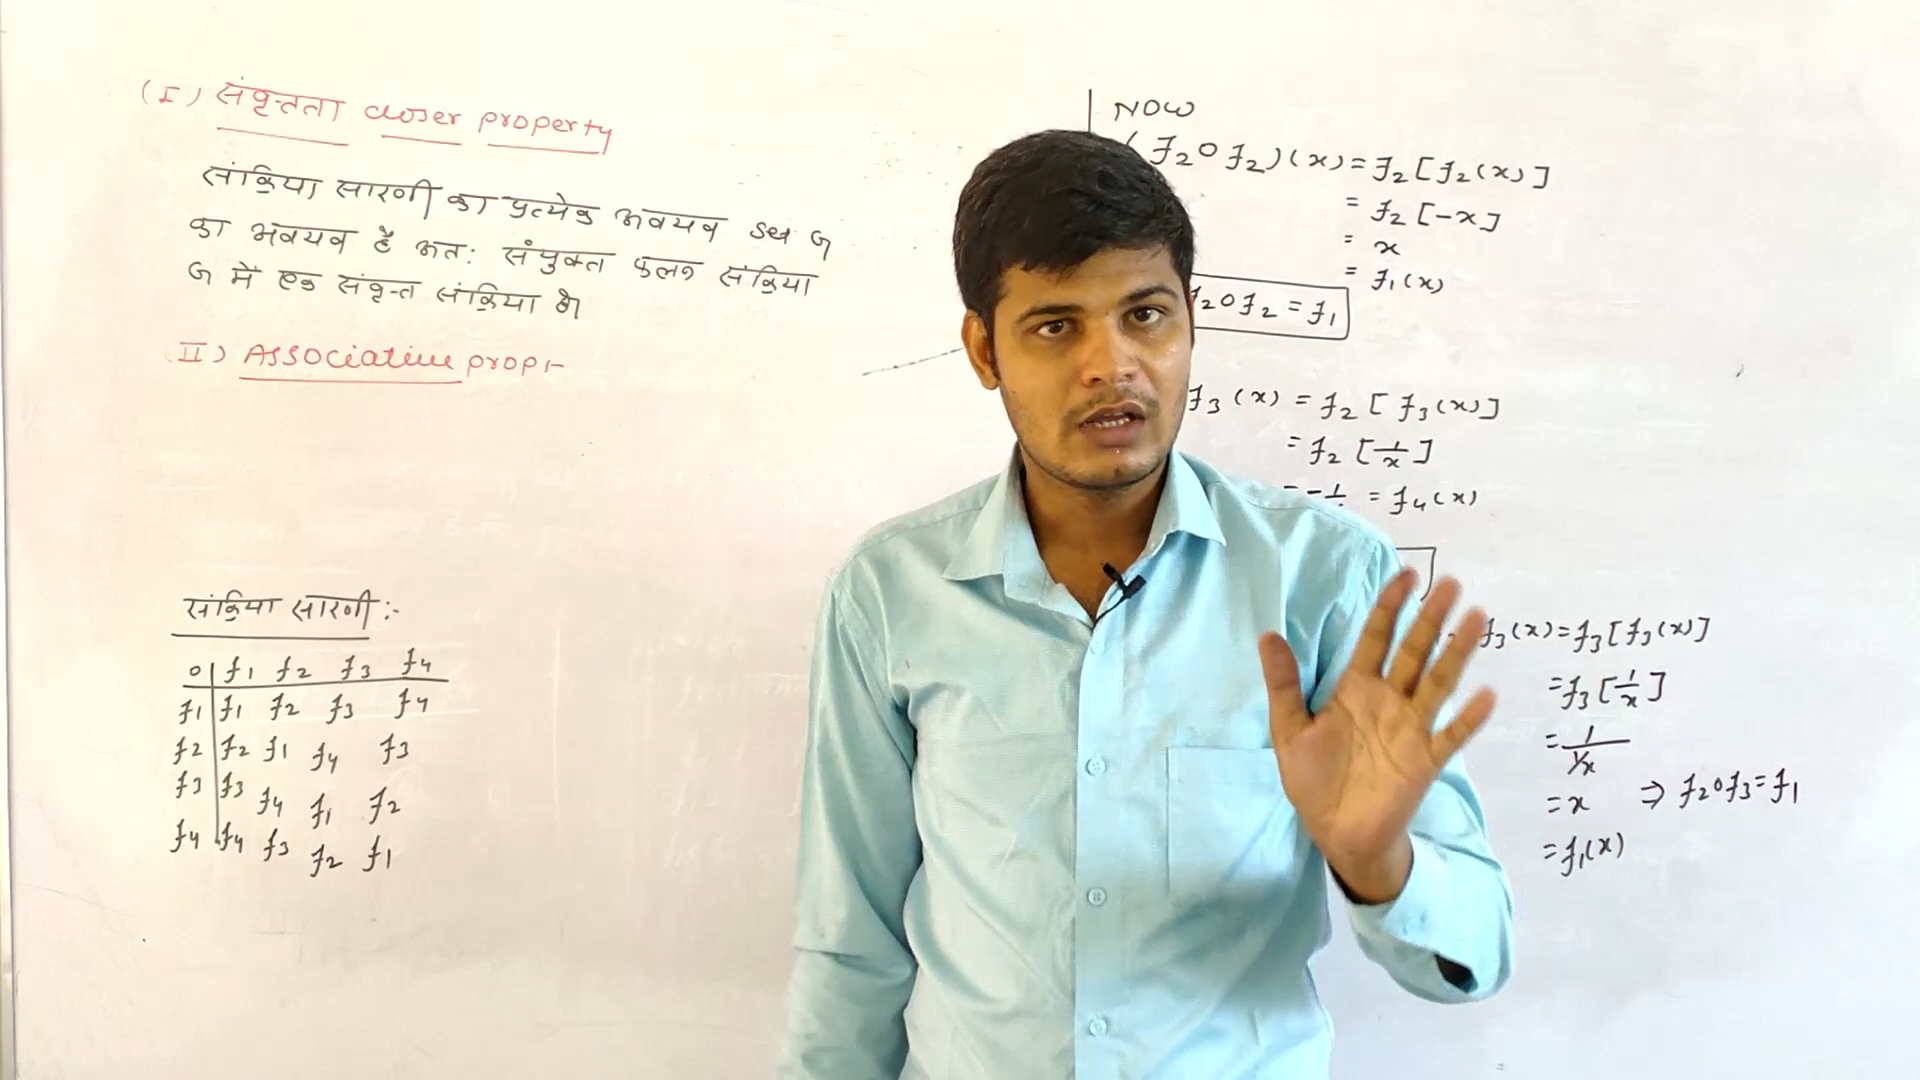 (I) संवृत्तता closer property
संक्रिया सारणी का प्रत्येक अवयव set G
का अवयव है अत: संयुक्त फलन संक्रिया
G में एक संवृत्त संक्रिया है।
II) Associative prop:-
संक्रिया सारणी :-
o | f1 f2 f3 f4
f1 | f1 f2 f3 f4
f2 | f2 f1 f4 f3
f3 | f3 f4 f1 f2
f4 | f4 f3 f2 f1
NOW
(f2 o f2)(x) = f2[f2(x)]
= f2[-x]
= x
= f1(x)
f2 o f2 = f1
f3(x) = f2[f3(x)]
= f2[1/x]
= -1/ = f4(x)
f3(x) = f3[f3(x)]
= f3[1/x]
= 1/1/x
= x ⇒ f2 o f3 = f1
= f1(x)